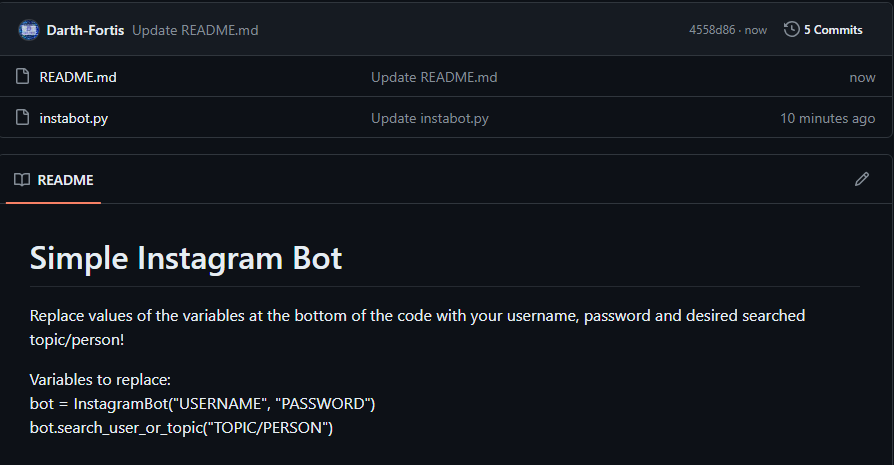 Darth-Fortis Update README.md 4558d86 · now 5 Commits
README.md Update README.md now
instabot.py Update instabot.py 10 minutes ago
README
Simple Instagram Bot
Replace values of the variables at the bottom of the code with your username, password and desired searched
topic/person!
Variables to replace:
bot = InstagramBot("USERNAME", "PASSWORD")
bot.search_user_or_topic("TOPIC/PERSON")